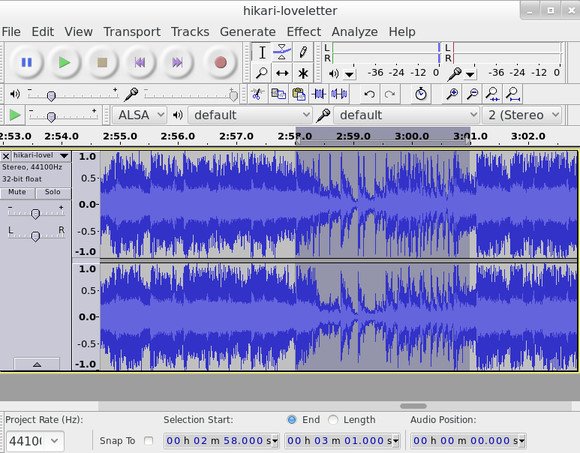 hikari-loveletter
File Edit View Transport Tracks Generate Effect Analyze Help
L R -36 -24 -12 0 L R -36 -24 -12 0
ALSA default default 2 (Stereo
2:53.0 2:54.0 2:55.0 2:56.0 2:57.0 2:58.0 2:59.0 3:00.0 3:01.0 3:02.0
hikari-lovel
Stereo, 44100Hz
32-bit float
Mute Solo
- +
L R
1.0
0.5
0.0-
-0.5
-1.0
1.0
0.5
0.0-
-0.5
-1.0
Project Rate (Hz): Selection Start: End Length Audio Position:
4410 Snap To 00 h 02 m 58.000 s 00 h 03 m 01.000 s 00 h 00 m 00.000 s